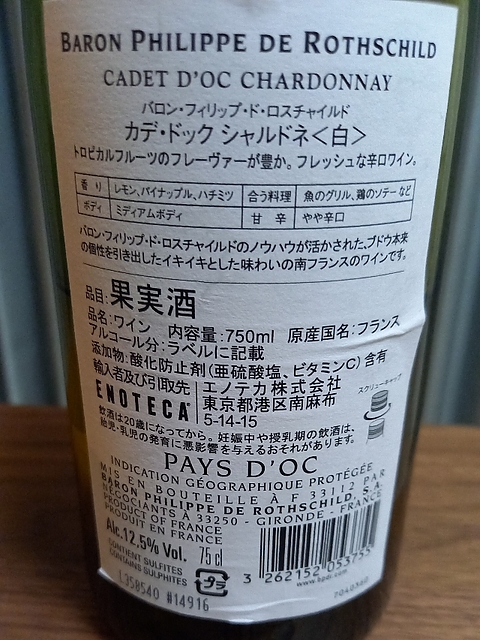 BARON PHILIPPE DE ROTHSCHILD
CADET D'OC CHARDONNAY
バロン・フィリップ・ド・ロスチャイルド
カデ・ドック シャルドネ<白>
トロピカルフルーツのフレーヴァーが豊か。フレッシュな辛口ワイン。
香り レモン、パイナップル、ハチミツ 合う料理 魚のグリル、鶏のソテーなど
ボディ ミディアムボディ 甘辛 やや辛口
バロン・フィリップ・ド・ロスチャイルドのノウハウが活かされた、ブドウ本来
の個性を引き出したイキイキとした味わいの南フランスのワインです。
品目:果実酒
品名:ワイン 内容量:750ml 原産国名:フランス
アルコール分:ラベルに記載
添加物:酸化防止剤(亜硫酸塩、ビタミンC)含有
輸入者及び引取先 エノテカ株式会社
ENOTECA 東京都港区南麻布
5-14-15
スクリューキャップ
飲酒は20歳になってから。妊娠中や授乳期の飲酒は、
胎児・乳児の発育に悪影響を与えるおそれがあります。
PAYS D'OC
INDICATION GÉOGRAPHIQUE PROTÉGÉE
MIS EN BOUTEILLE À F 33112 PAR
BARON PHILIPPE DE ROTHSCHILD, S.A.
NÉGOCIANTS À 33250 - GIRONDE - FRANCE
PRODUCT OF FRANCE
PRODUIT EN FRANCE
Alc.12.5% Vol. 75 cl
CONTIENT SULFITES
CONTAINS SULPHITES
L358540 #14916
プラ
3 262152 053755
www.bpdr.com
7040360